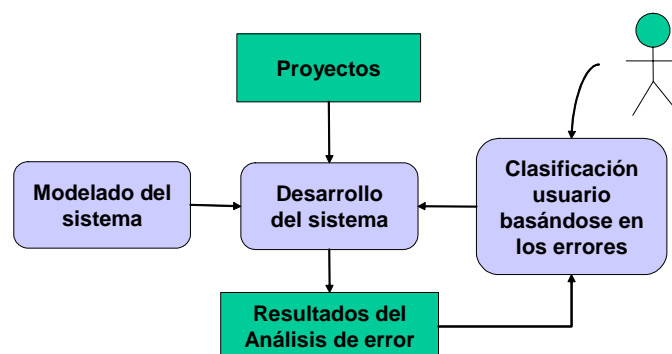 Proyectos
Modelado del
sistema
Desarrollo
del sistema
Clasificación
usuario
basándose en
los errores
Resultados del
Análisis de error